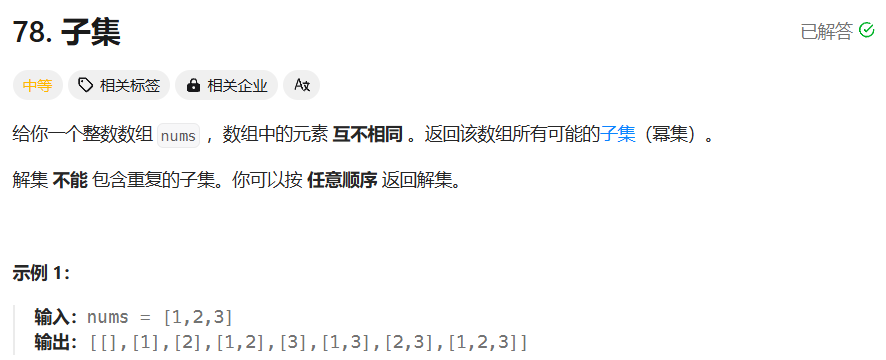 78. 子集
已解答
中等 相关标签 相关企业
给你一个整数数组 nums ，数组中的元素 互不相同 。返回该数组所有可能的子集（幂集）。
解集 不能 包含重复的子集。你可以按 任意顺序 返回解集。
示例 1：
输入：nums = [1,2,3]
输出：[[],[1],[2],[1,2],[3],[1,3],[2,3],[1,2,3]]